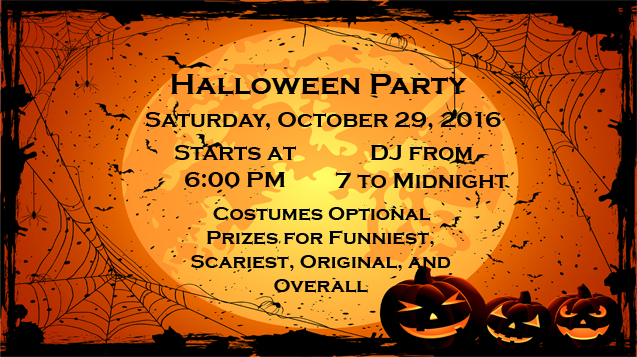 Halloween Party
Saturday, October 29, 2016
Starts at
6:00 PM
DJ from
7 to Midnight
Costumes Optional
Prizes for Funniest,
Scariest, Original, and
Overall